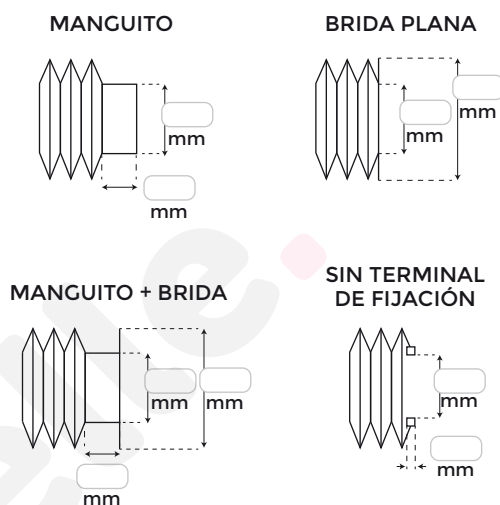 MANGUITO
mm
mm
BRIDA PLANA
mm
mm
MANGUITO + BRIDA
mm
mm
mm
SIN TERMINAL
DE FIJACIÓN
mm
mm